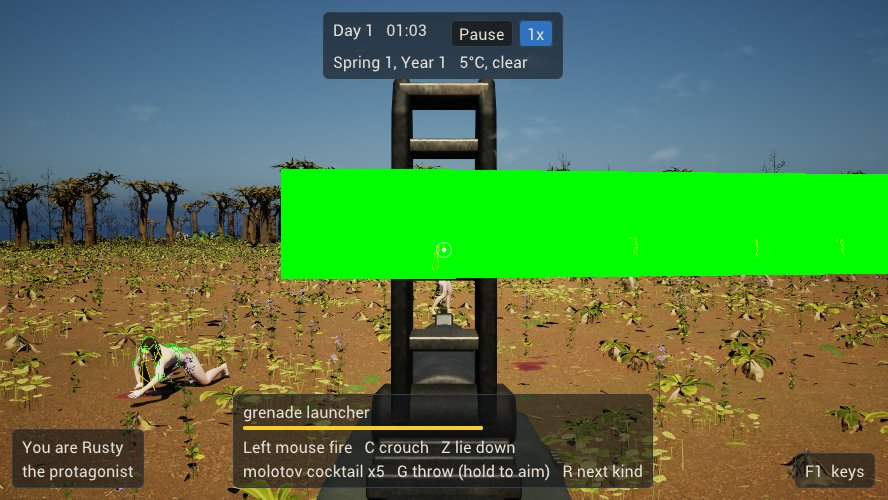 Day 1 01:03 Pause 1x
Spring 1, Year 1 5°C, clear
grenade launcher
Left mouse fire C crouch Z lie down
molotov cocktail x5 G throw (hold to aim) R next kind
You are Rusty
the protagonist
F1 keys